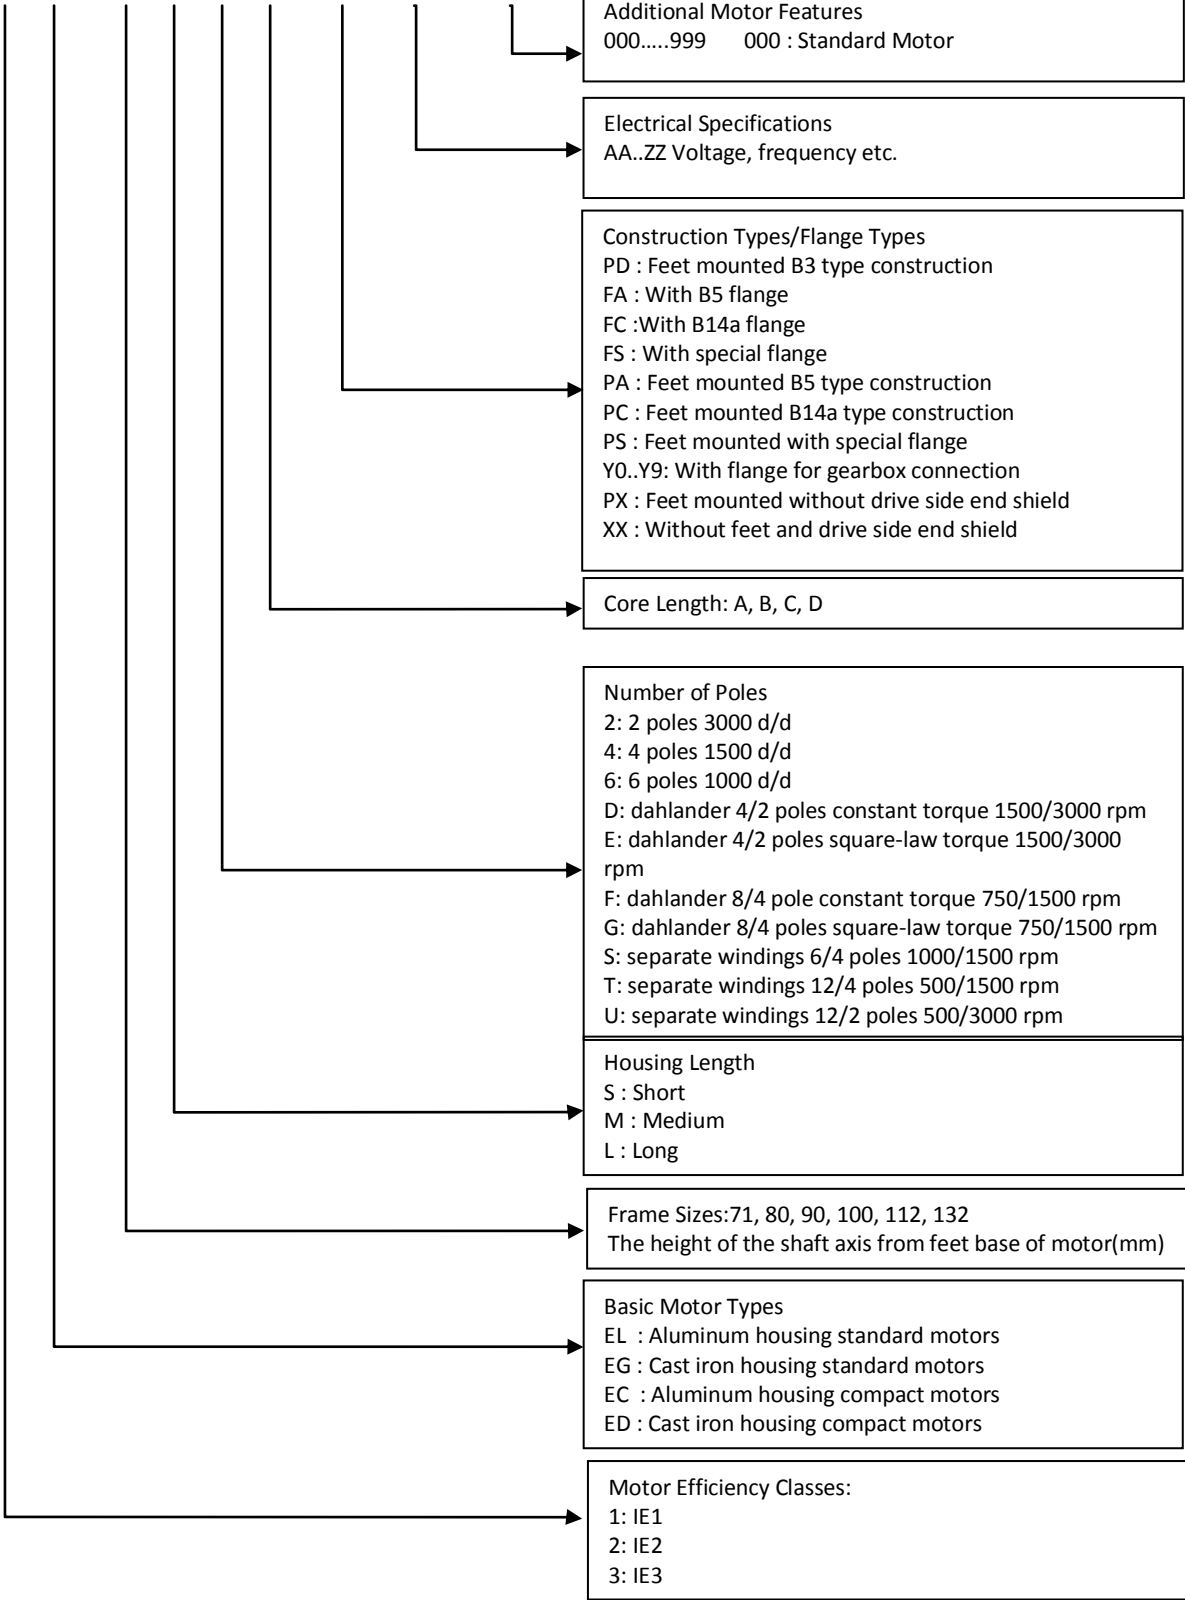 Additional Motor Features
000.....999 000 : Standard Motor
Electrical Specifications
AA..ZZ Voltage, frequency etc.
Construction Types/Flange Types
PD : Feet mounted B3 type construction
FA : With B5 flange
FC :With B14a flange
FS : With special flange
PA : Feet mounted B5 type construction
PC : Feet mounted B14a type construction
PS : Feet mounted with special flange
Y0..Y9: With flange for gearbox connection
PX : Feet mounted without drive side end shield
XX : Without feet and drive side end shield
Core Length: A, B, C, D
Number of Poles
2: 2 poles 3000 d/d
4: 4 poles 1500 d/d
6: 6 poles 1000 d/d
D: dahlander 4/2 poles constant torque 1500/3000 rpm
E: dahlander 4/2 poles square-law torque 1500/3000
rpm
F: dahlander 8/4 pole constant torque 750/1500 rpm
G: dahlander 8/4 poles square-law torque 750/1500 rpm
S: separate windings 6/4 poles 1000/1500 rpm
T: separate windings 12/4 poles 500/1500 rpm
U: separate windings 12/2 poles 500/3000 rpm
Housing Length
S : Short
M : Medium
L : Long
Frame Sizes:71, 80, 90, 100, 112, 132
The height of the shaft axis from feet base of motor(mm)
Basic Motor Types
EL : Aluminum housing standard motors
EG : Cast iron housing standard motors
EC : Aluminum housing compact motors
ED : Cast iron housing compact motors
Motor Efficiency Classes:
1: IE1
2: IE2
3: IE3